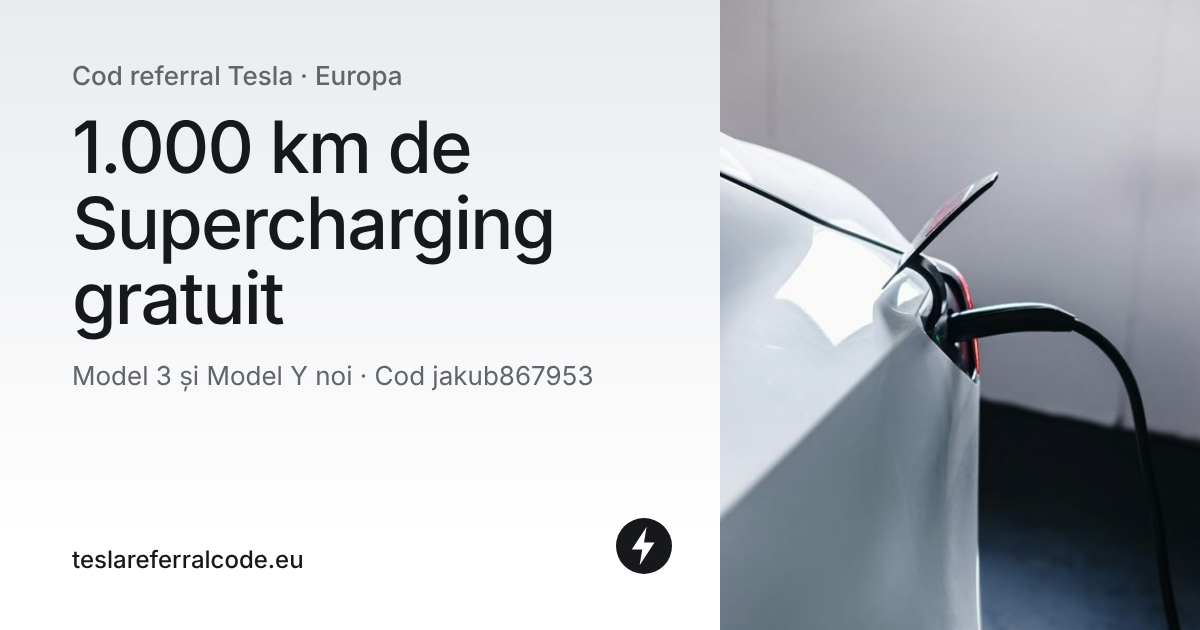 Cod referral Tesla · Europa
1.000 km de
Supercharging
gratuit
Model 3 și Model Y noi · Cod jakub867953
teslareferralcode.eu